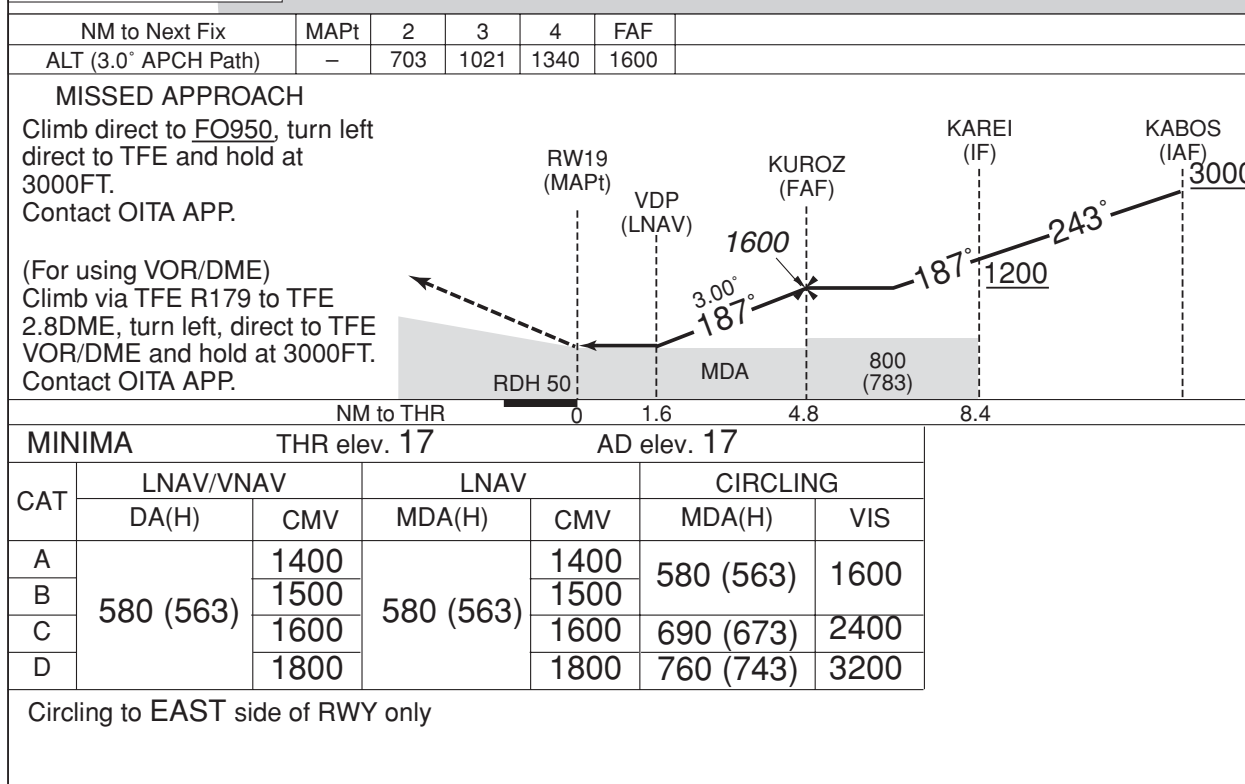 NM to Next Fix MAPt 2 3 4 FAF
ALT (3.0° APCH Path) – 703 1021 1340 1600
MISSED APPROACH
Climb direct to FO950, turn left
direct to TFE and hold at
3000FT.
Contact OITA APP.
(For using VOR/DME)
Climb via TFE R179 to TFE
2.8DME, turn left, direct to TFE
VOR/DME and hold at 3000FT.
Contact OITA APP.
RW19
(MAPt)
VDP
(LNAV)
KUROZ
(FAF)
KAREI
(IF)
KABOS
(IAF)
3000
1600
3.00°
187°
187°
1200
243°
MDA
800
(783)
RDH 50
NM to THR 0 1.6 4.8 8.4
MINIMA THR elev. 17 AD elev. 17
CAT LNAV/VNAV LNAV CIRCLING
DA(H) CMV MDA(H) CMV MDA(H) VIS
A 1400 1400
B 1500 1500
580 (563) 580 (563) 580 (563) 1600
C 1600 1600 690 (673) 2400
D 1800 1800 760 (743) 3200
Circling to EAST side of RWY only